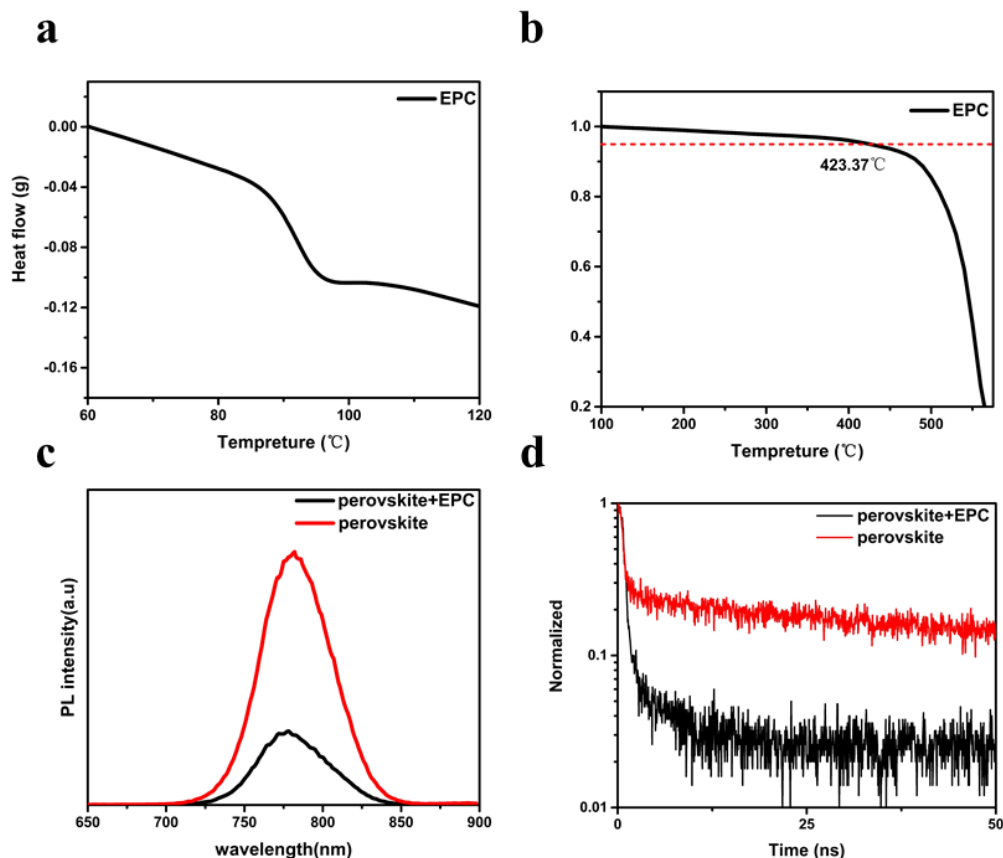 a
EPC
0.00
-0.04
-0.08
-0.12
-0.16
Heat flow (g)
60
80
100
120
Tempreture (℃)
b
EPC
1.0
0.8
0.6
0.4
0.2
423.37℃
100
200
300
400
500
Tempreture (℃)
c
perovskite+EPC
perovskite
PL intensity(a.u)
650
700
750
800
850
900
wavelength(nm)
d
perovskite+EPC
perovskite
1
0.1
0.01
Normalized
0
25
50
Time (ns)